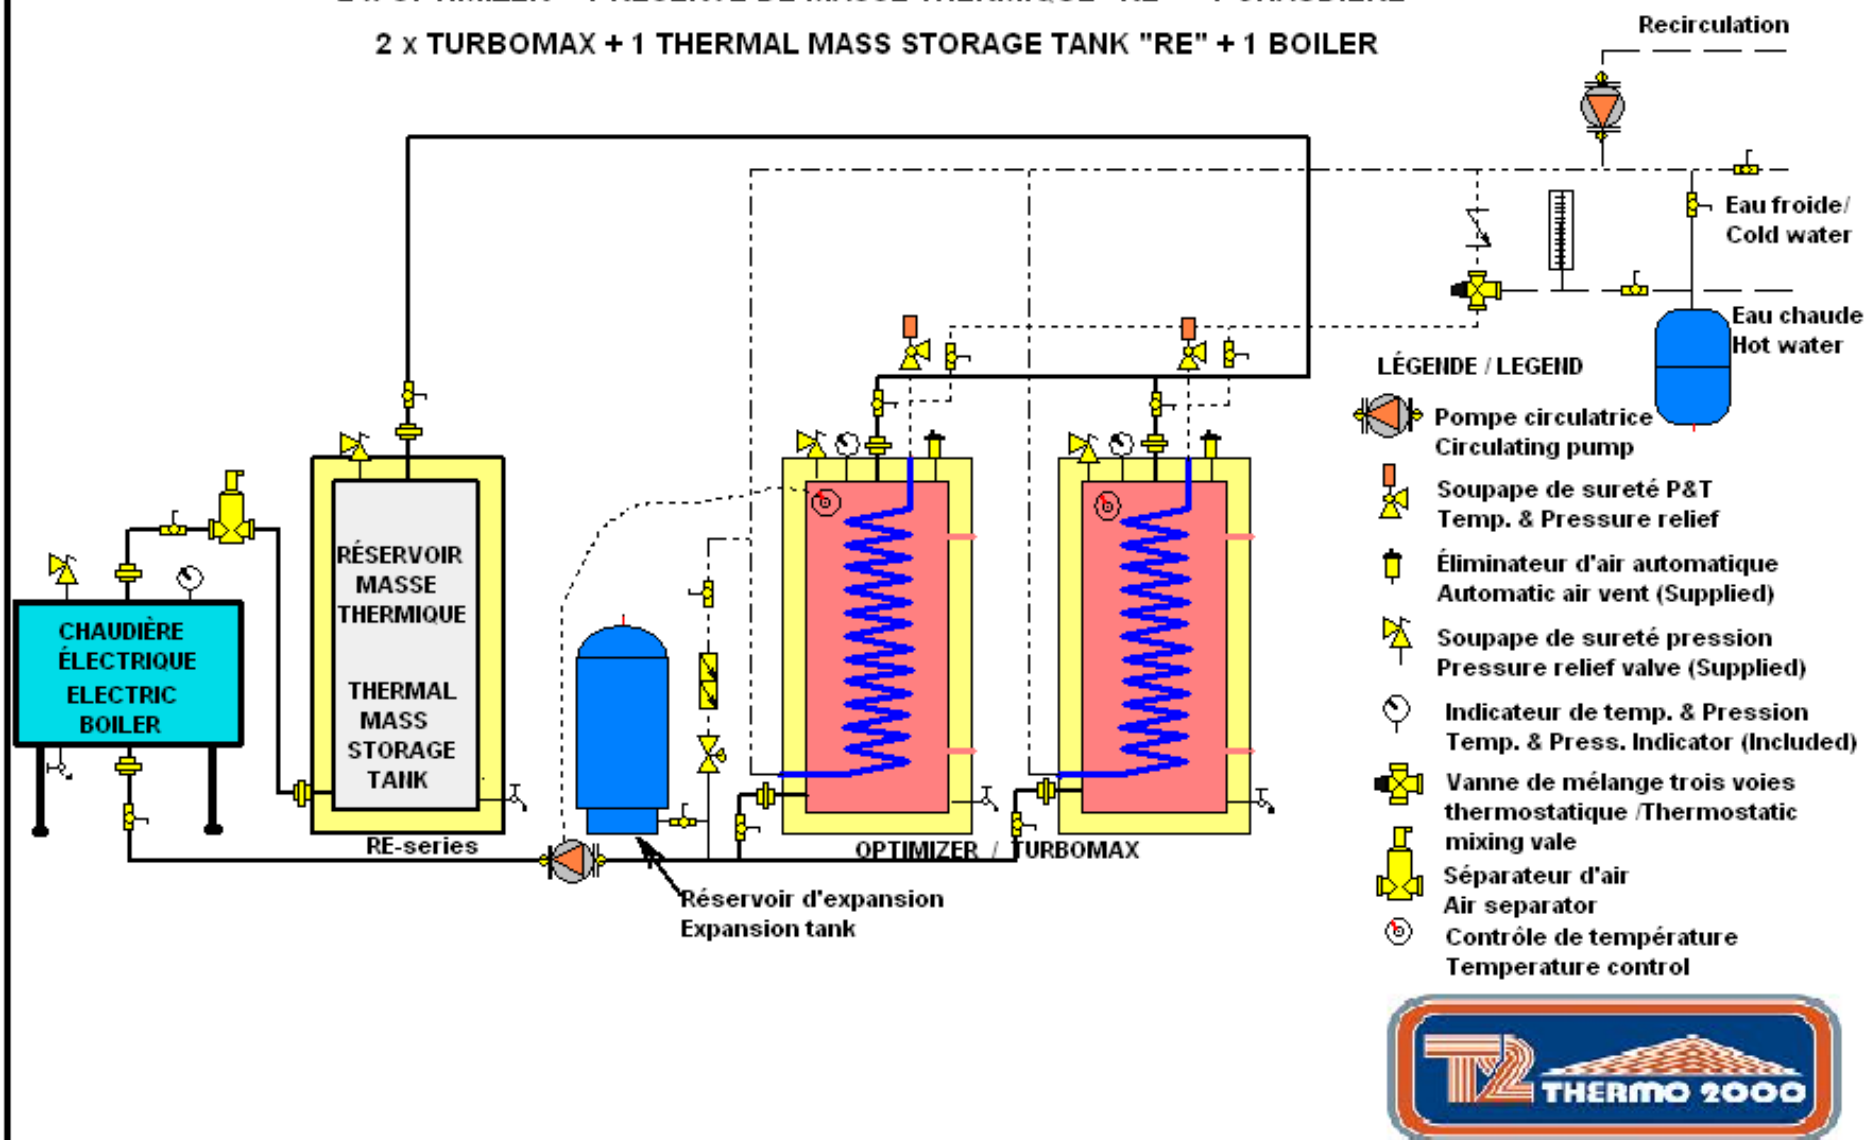 2 x TURBOMAX + 1 THERMAL MASS STORAGE TANK "RE" + 1 BOILER
Recirculation
Eau froide/
Cold water
Eau chaude
Hot water
LÉGENDE / LEGEND
Pompe circulatrice
Circulating pump
Soupape de sureté P&T
Temp. & Pressure relief
Éliminateur d'air automatique
Automatic air vent (Supplied)
Soupape de sureté pression
Pressure relief valve (Supplied)
Indicateur de temp. & Pression
Temp. & Press. Indicator (Included)
Vanne de mélange trois voies
thermostatique /Thermostatic
mixing vale
Séparateur d'air
Air separator
Contrôle de température
Temperature control
RÉSERVOIR
MASSE
THERMIQUE
THERMAL
MASS
STORAGE
TANK
RE-series
CHAUDIÈRE
ÉLECTRIQUE
ELECTRIC
BOILER
OPTIMIZER / TURBOMAX
Réservoir d'expansion
Expansion tank
T2 THERMO 2000